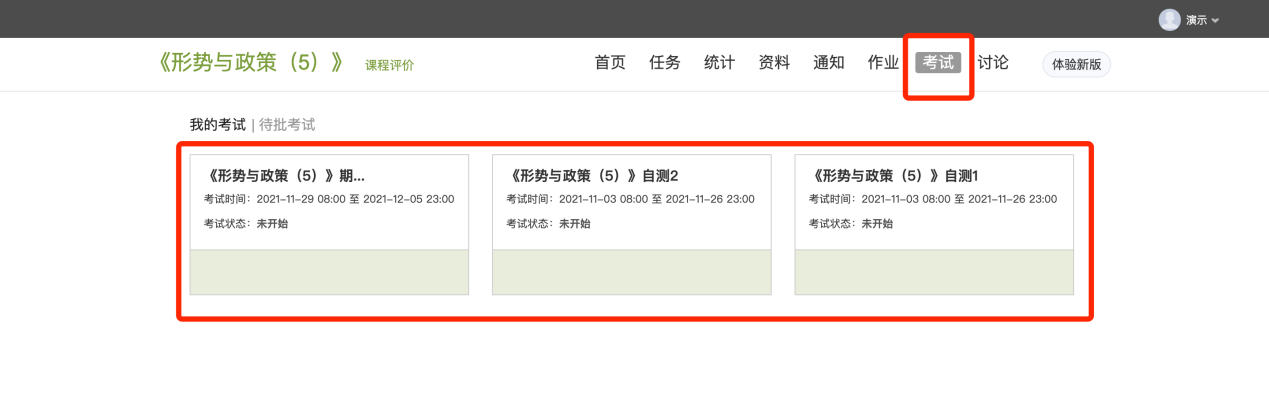 演示
《形势与政策（5）》 课程评价 首页 任务 统计 资料 通知 作业 考试 讨论 体验新版
我的考试 | 待批考试
《形势与政策（5）》期...
考试时间：2021-11-29 08:00 至 2021-12-05 23:00
考试状态：未开始
《形势与政策（5）》自测2
考试时间：2021-11-03 08:00 至 2021-11-26 23:00
考试状态：未开始
《形势与政策（5）》自测1
考试时间：2021-11-03 08:00 至 2021-11-26 23:00
考试状态：未开始